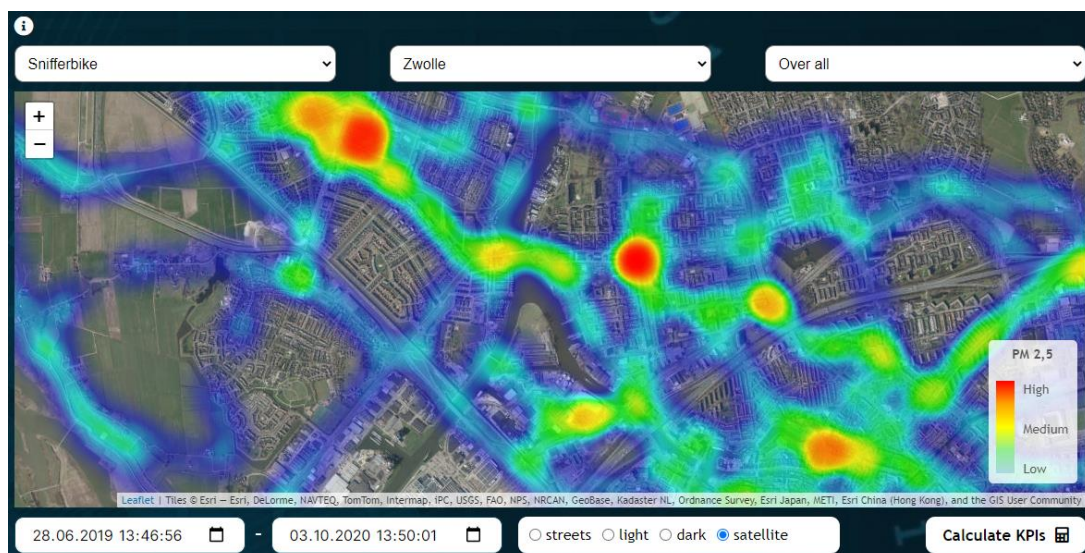 Snifferbike Zwolle Over all
+
−
PM 2,5
High
Medium
Low
Leaflet | Tiles © Esri — Esri, DeLorme, NAVTEQ, TomTom, Intermap, iPC, USGS, FAO, NPS, NRCAN, GeoBase, Kadaster NL, Ordnance Survey, Esri Japan, METI, Esri China (Hong Kong), and the GIS User Community
28.06.2019 13:46:56 - 03.10.2020 13:50:01 streets light dark satellite Calculate KPIs